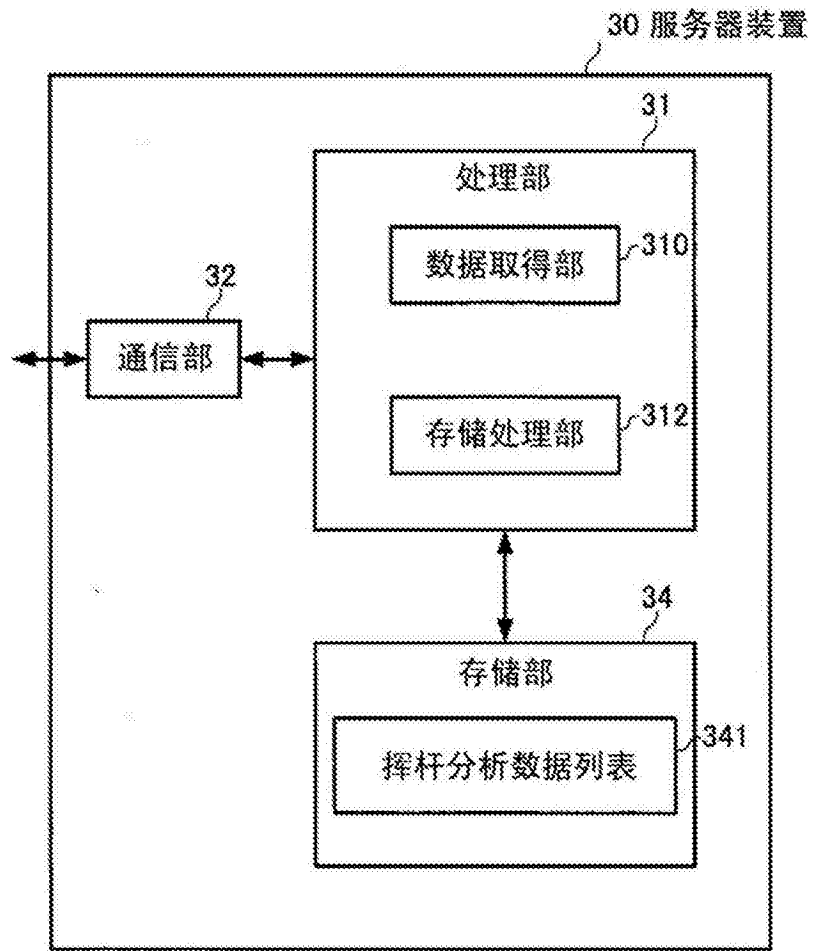 30 服务器装置
31
处理部
数据取得部
310
32
通信部
存储处理部
312
34
存储部
挥杆分析数据列表
341